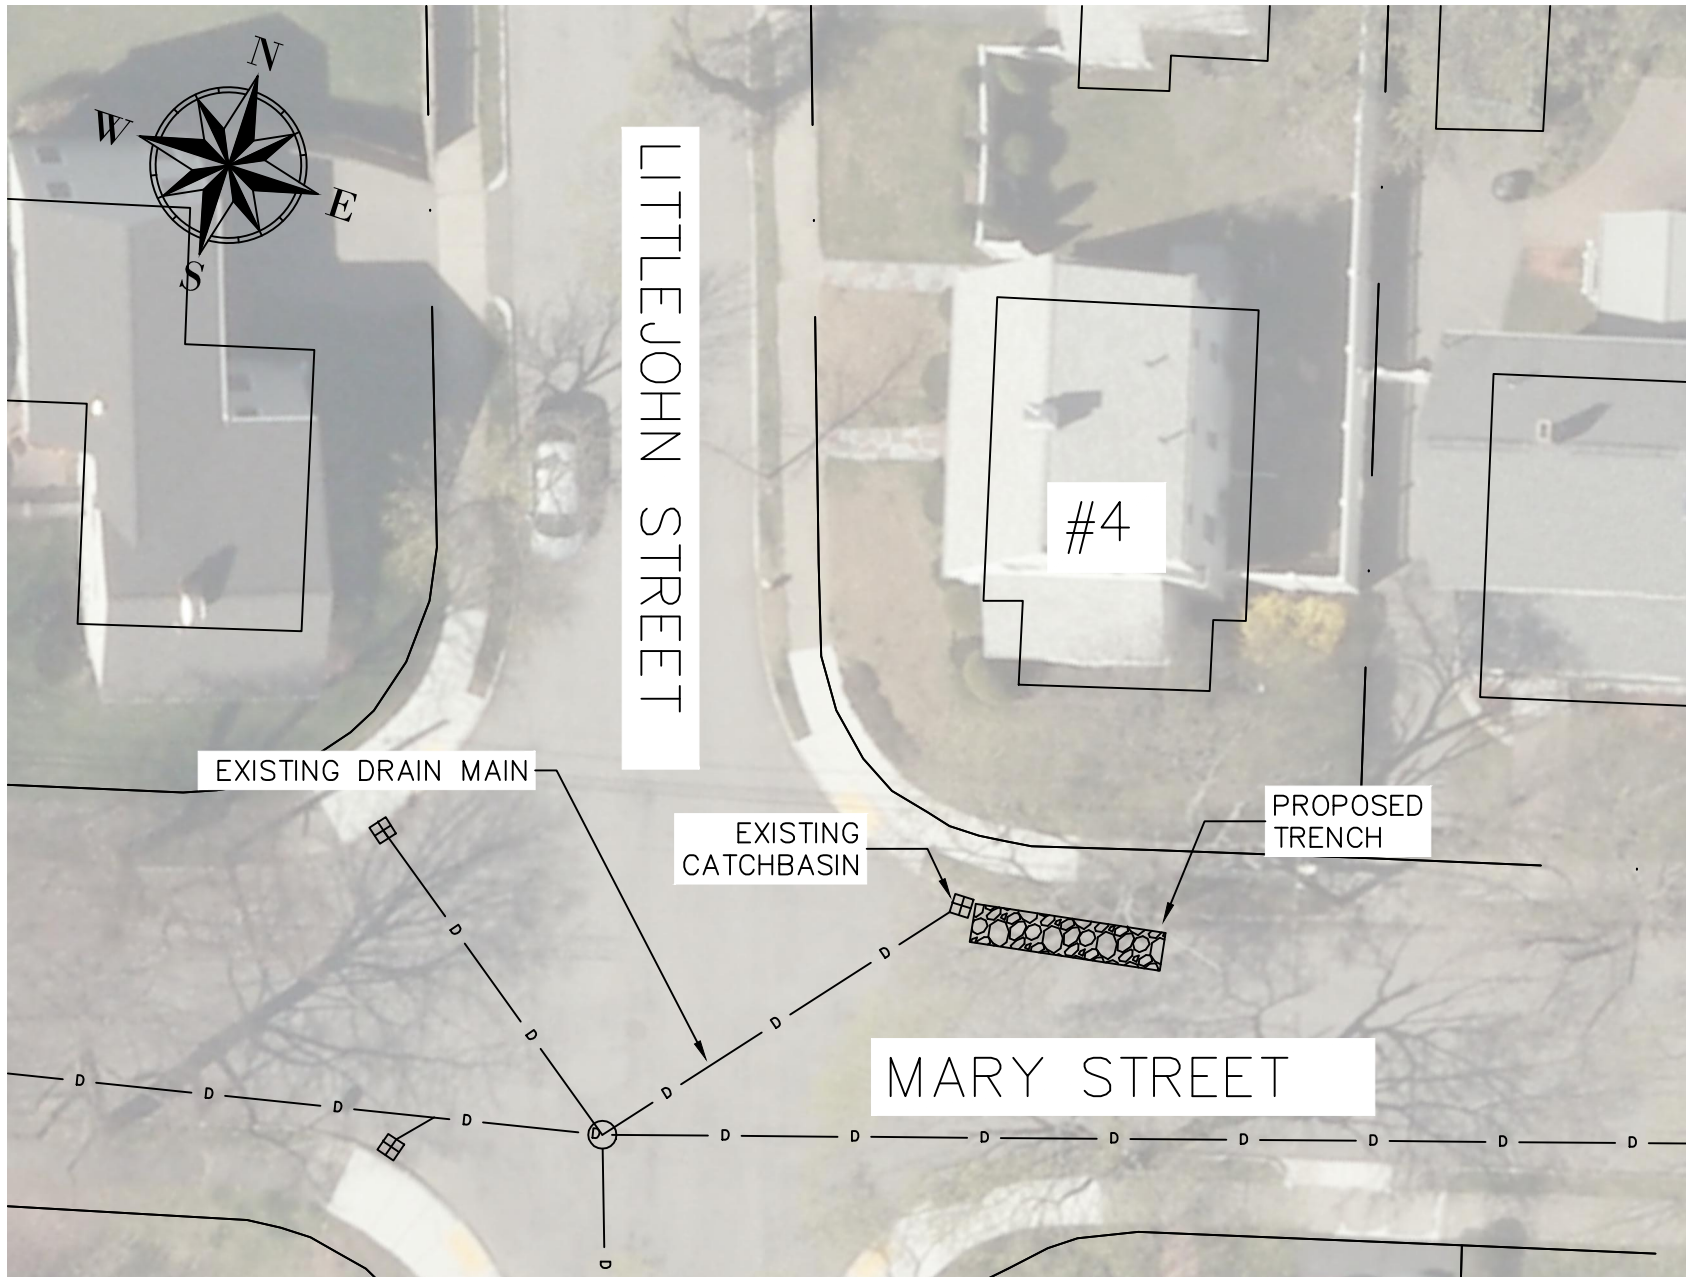 N
W
E
S
LITTLEJOHN STREET
#4
EXISTING DRAIN MAIN
EXISTING
CATCHBASIN
PROPOSED
TRENCH
D
D
D
D
D
MARY STREET
D
D
D
D
D
D
D
D
D
D
D
D
D
D